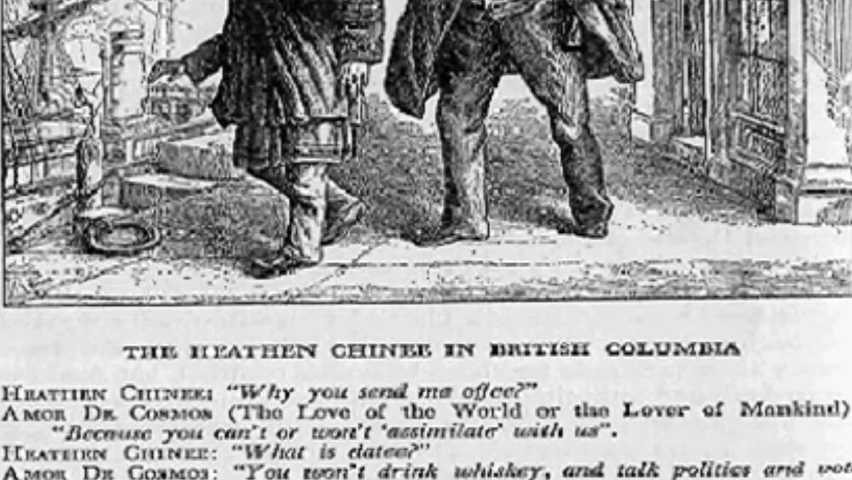 THE HEATHEN CHINEE IN BRITISH COLUMBIA
HEATHEN CHINEE: "Why you send me offee?"
AMOR DE COSMOS (The Love of the World or the Lover of Mankind)
"Because you can't or won't 'assimilate' with us".
HEATHEN CHINEE: "What is datee?"
AMOR DE COSMOS: "You won't drink whiskey, and talk politics and vote